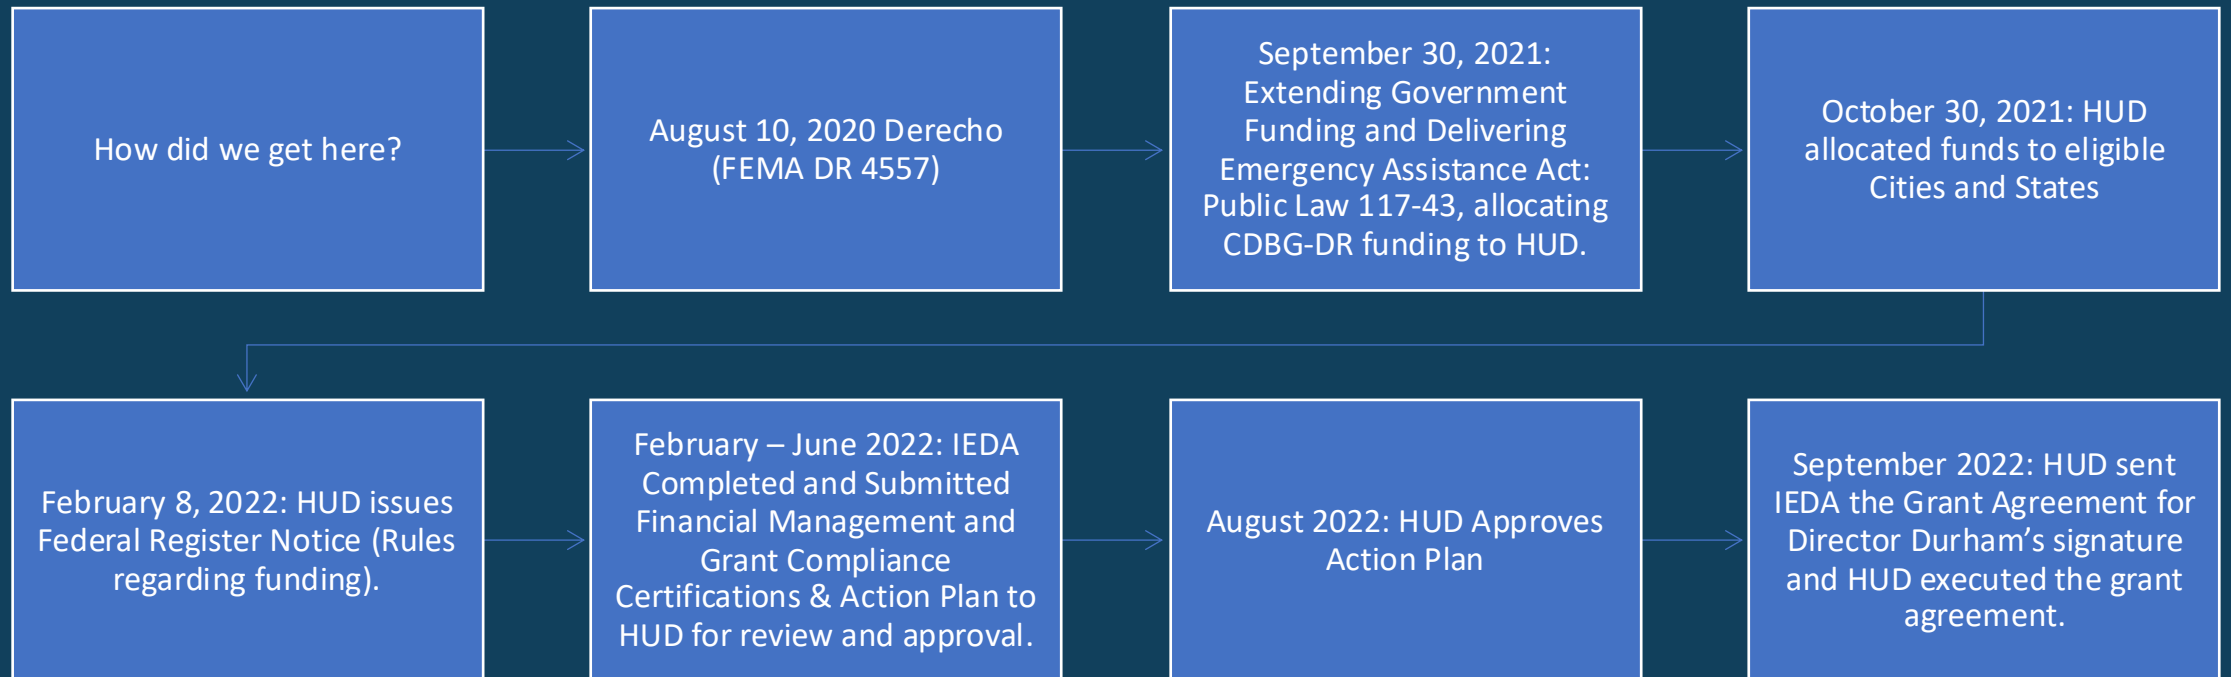 How did we get here?
August 10, 2020 Derecho
(FEMA DR 4557)
September 30, 2021:
Extending Government
Funding and Delivering
Emergency Assistance Act:
Public Law 117-43, allocating
CDBG-DR funding to HUD.
October 30, 2021: HUD
allocated funds to eligible
Cities and States
February 8, 2022: HUD issues
Federal Register Notice (Rules
regarding funding).
February – June 2022: IEDA
Completed and Submitted
Financial Management and
Grant Compliance
Certifications & Action Plan to
HUD for review and approval.
August 2022: HUD Approves
Action Plan
September 2022: HUD sent
IEDA the Grant Agreement for
Director Durham’s signature
and HUD executed the grant
agreement.